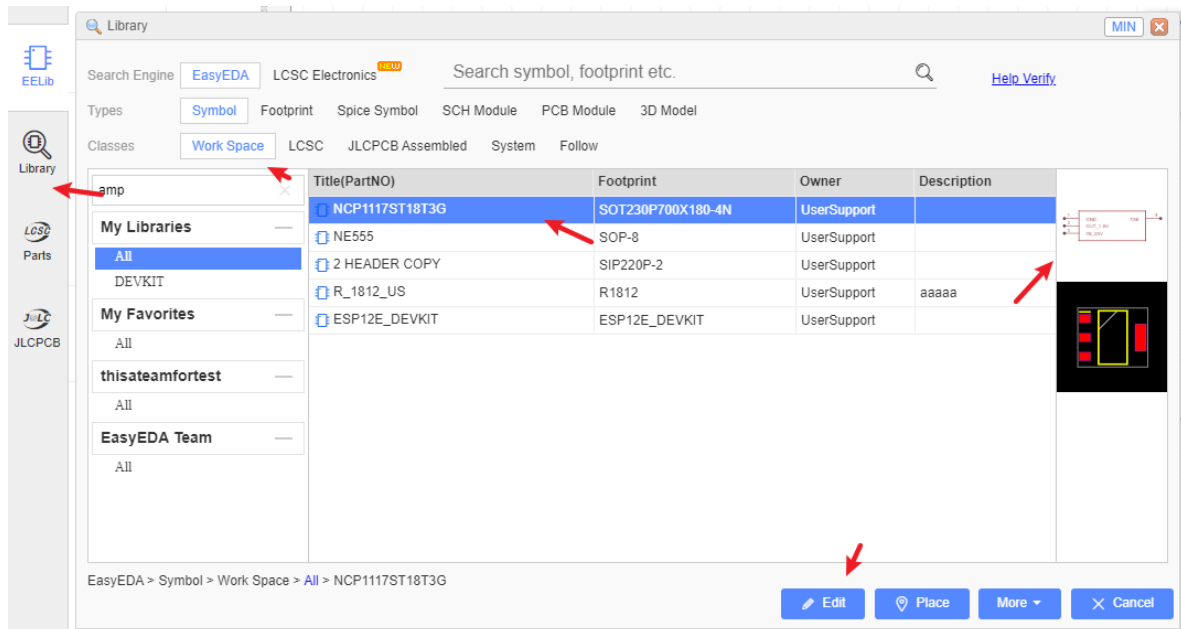 Library
MIN
EELib
Search Engine EasyEDA LCSC Electronics NEW Search symbol, footprint etc. Help Verify
Types Symbol Footprint Spice Symbol SCH Module PCB Module 3D Model
Classes Work Space LCSC JLCPCB Assembled System Follow
Library
amp
Title(PartNO) Footprint Owner Description
NCP1117ST18T3G SOT230P700X180-4N UserSupport
My Libraries
NE555 SOP-8 UserSupport
LCSC
Parts
All
2 HEADER COPY SIP220P-2 UserSupport
DEVKIT
R_1812_US R1812 UserSupport aaaaa
My Favorites
ESP12E_DEVKIT ESP12E_DEVKIT UserSupport
JLCPCB
All
thisateamfortest
All
EasyEDA Team
All
EasyEDA > Symbol > Work Space > All > NCP1117ST18T3G
Edit Place More Cancel